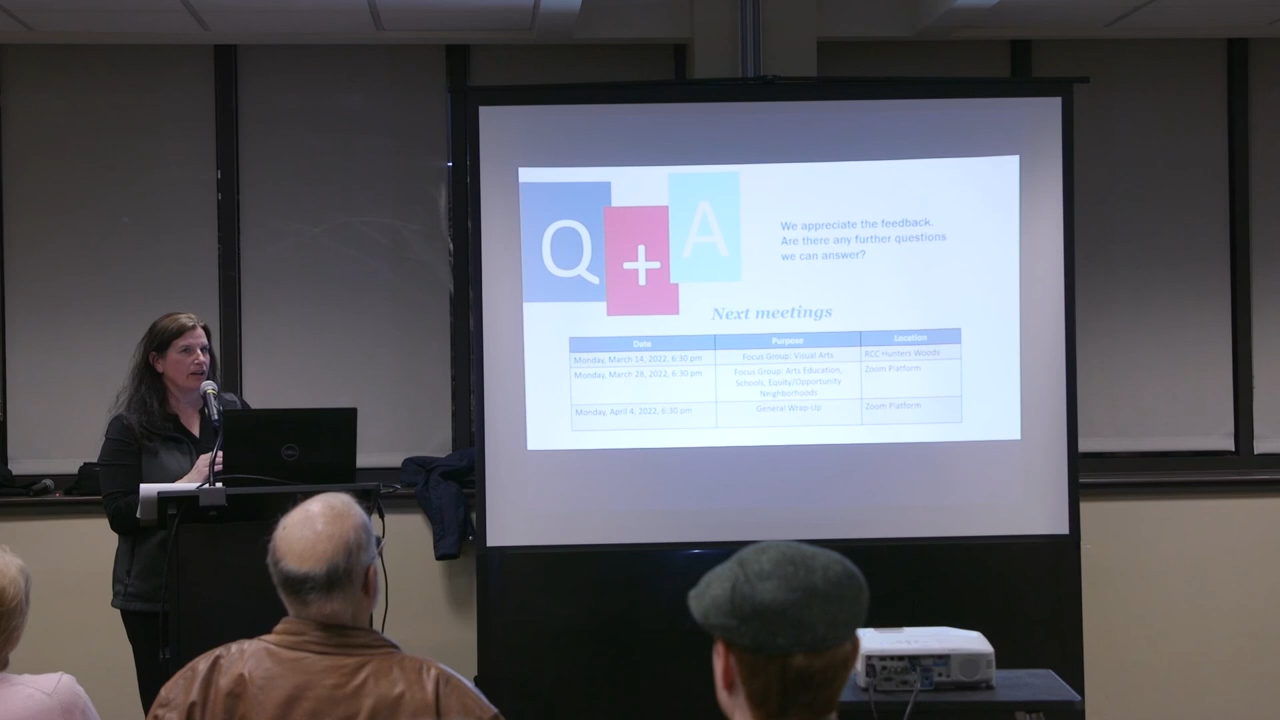 Q + A
We appreciate the feedback.
Are there any further questions
we can answer?
Next meetings
Date Purpose Location
Monday, March 14, 2022, 6:30 pm Focus Group: Visual Arts RCC Hunters Woods
Monday, March 28, 2022, 6:30 pm Focus Group: Arts Education, Zoom Platform
Schools, Equity/Opportunity
Neighborhoods
Monday, April 4, 2022, 6:30 pm General Wrap-Up Zoom Platform
DELL